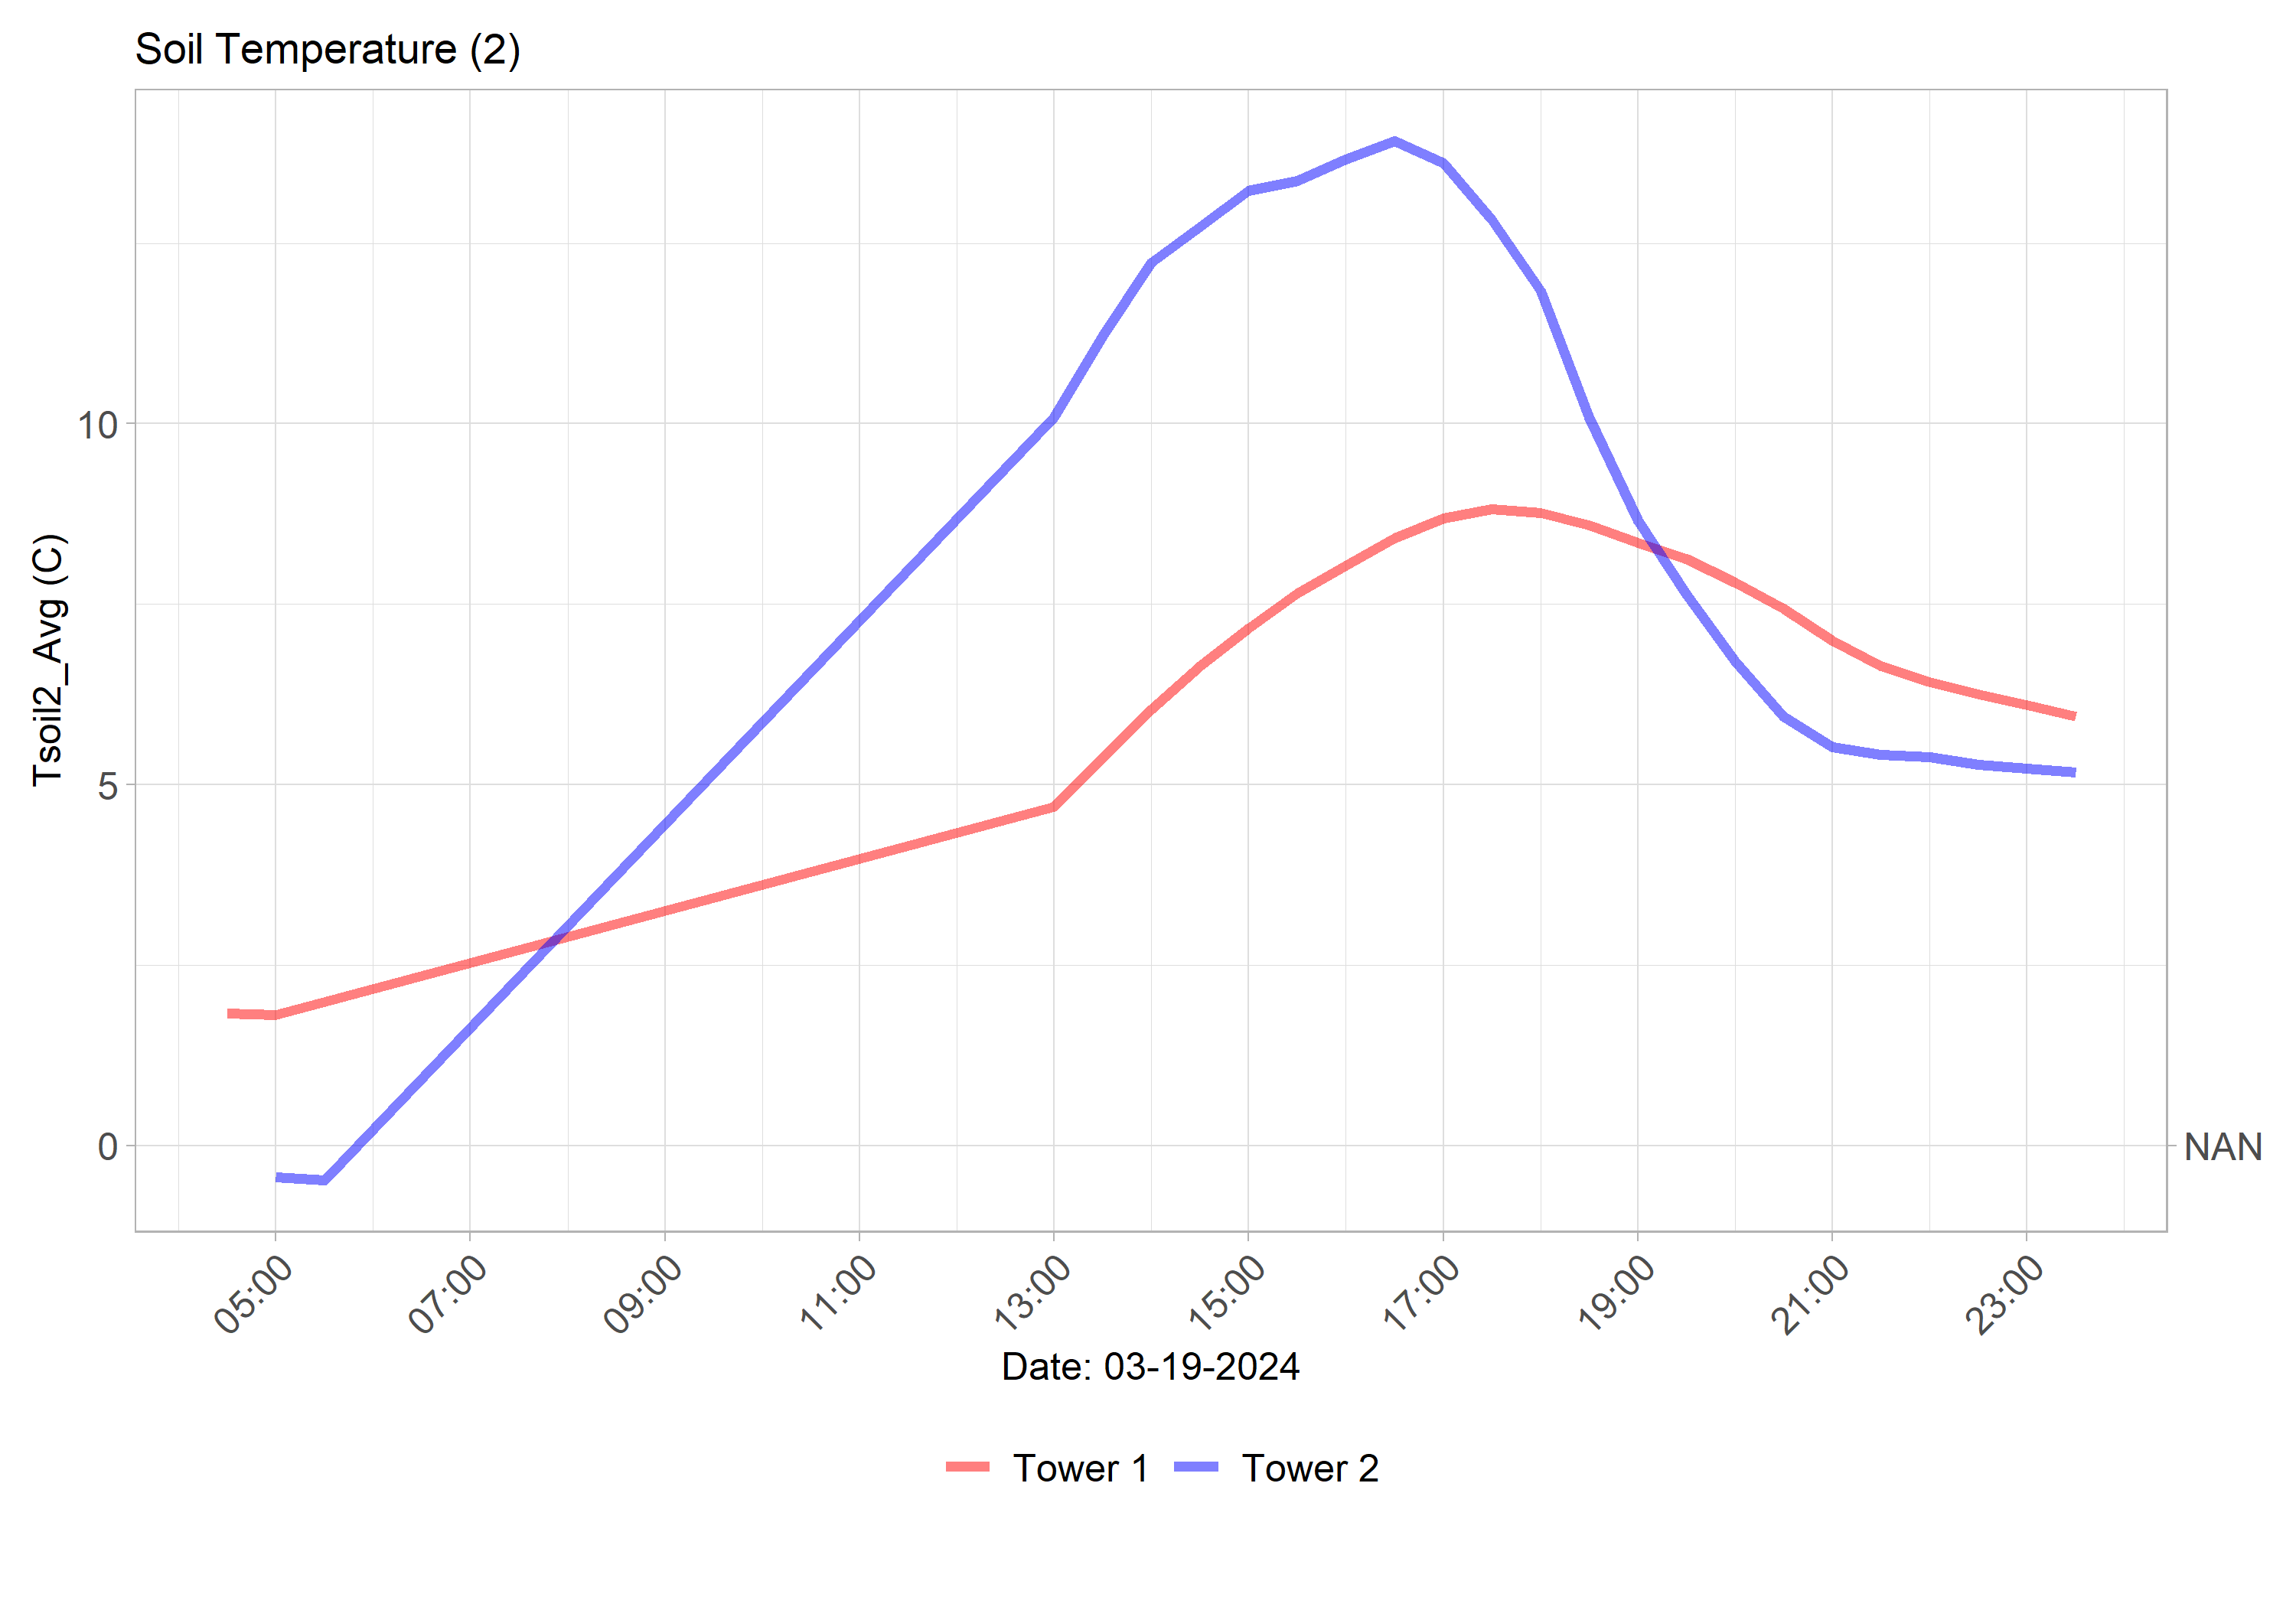 Soil Temperature (2)
Tsoil2_Avg (C)
10
5
0
NAN
05:00
07:00
09:00
11:00
13:00
15:00
17:00
19:00
21:00
23:00
Date: 03-19-2024
Tower 1
Tower 2